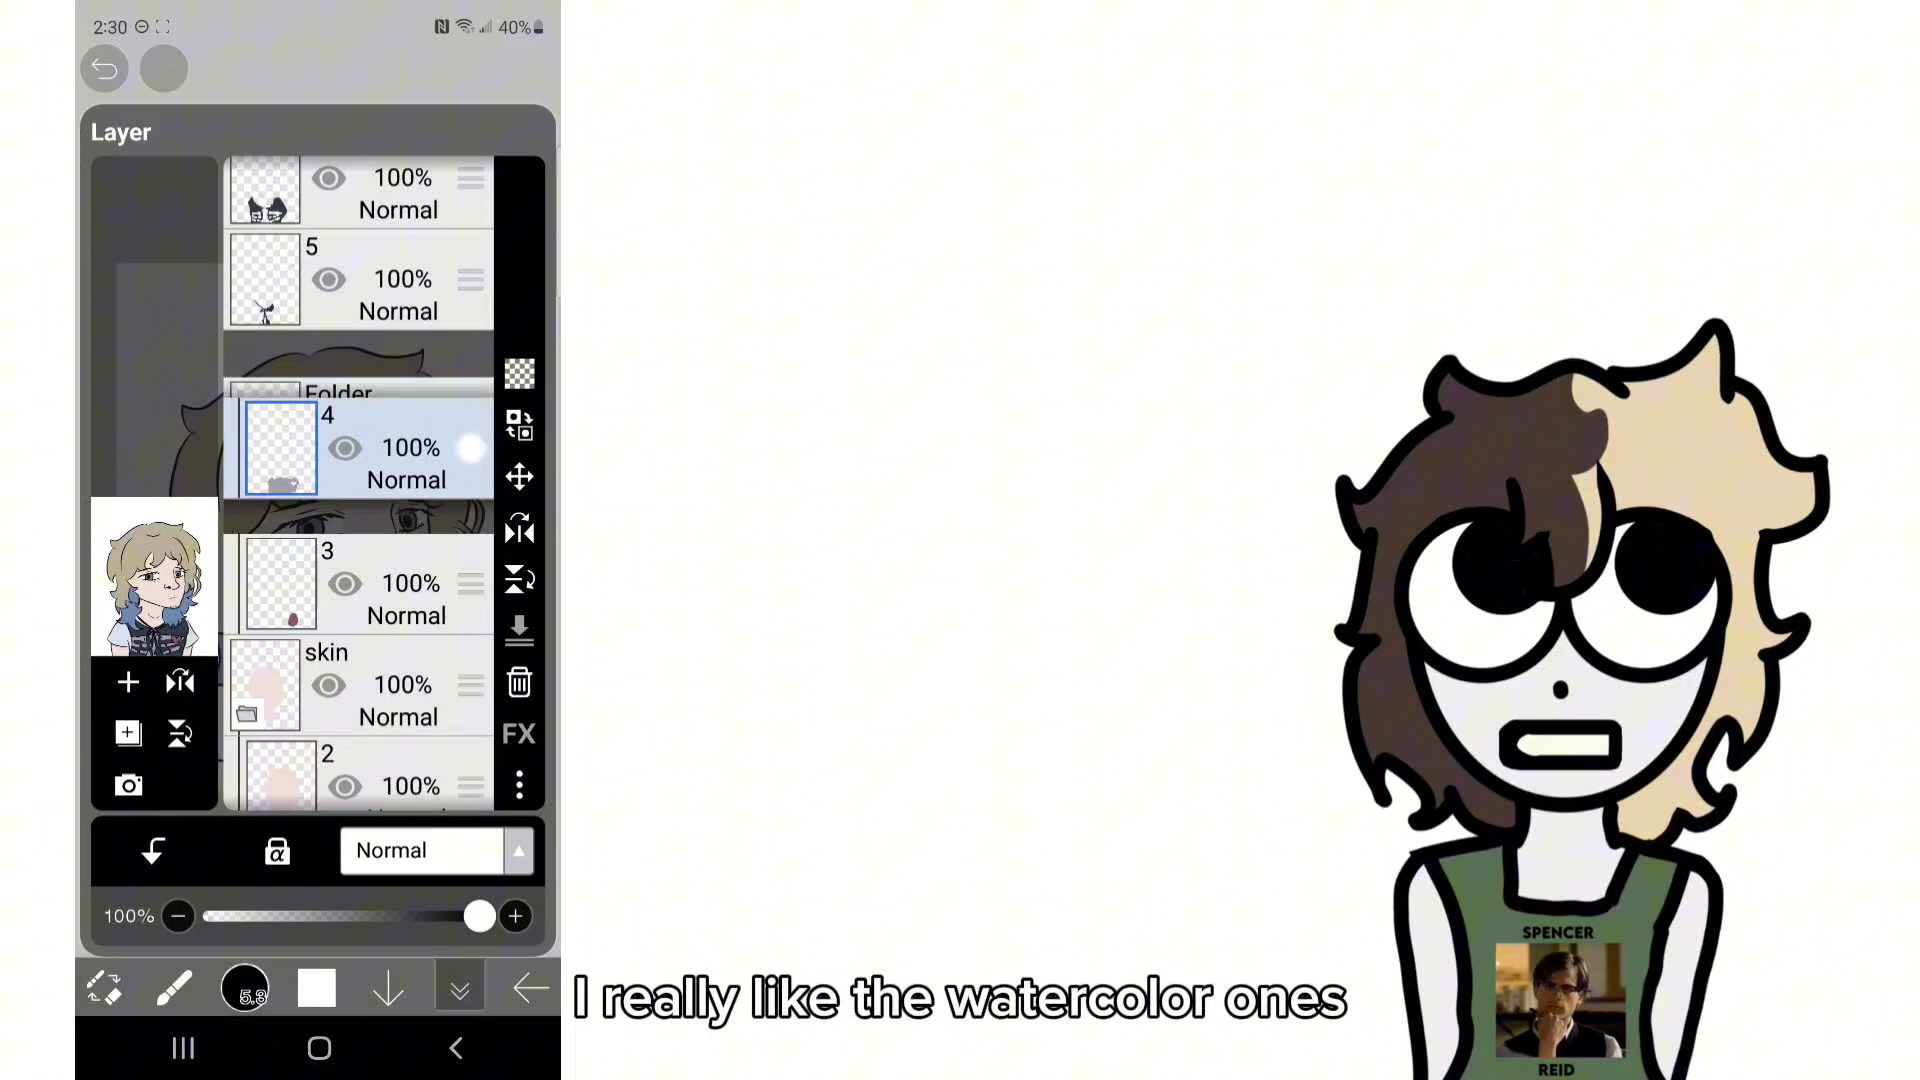 2:30
40%
Layer
100%
Normal
5
100%
Normal
Folder
4
100%
Normal
3
100%
Normal
skin
100%
Normal
2
100%
FX
α
Normal
100%
5.3
I really like the watercolor ones
SPENCER
REID